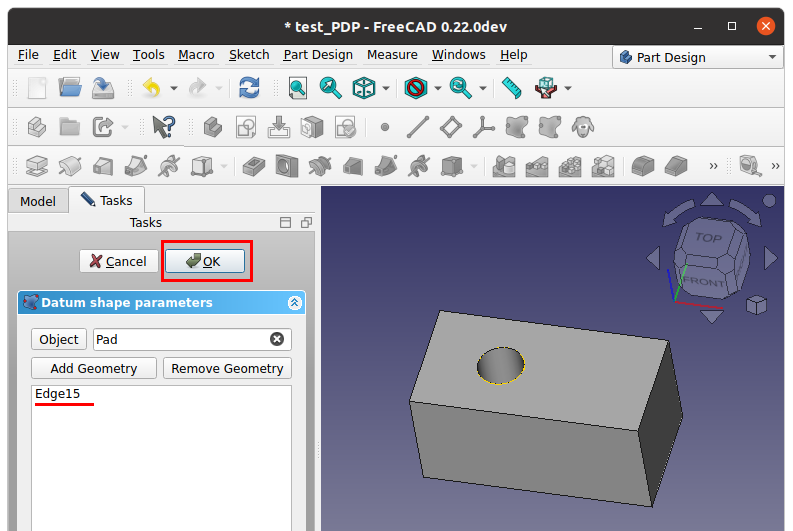 * test_PDP - FreeCAD 0.22.0dev
File Edit View Tools Macro Sketch Part Design Measure Windows Help
Part Design
Model Tasks
Tasks
Cancel OK
Datum shape parameters
Object Pad
Add Geometry Remove Geometry
Edge15
TOP
FRONT